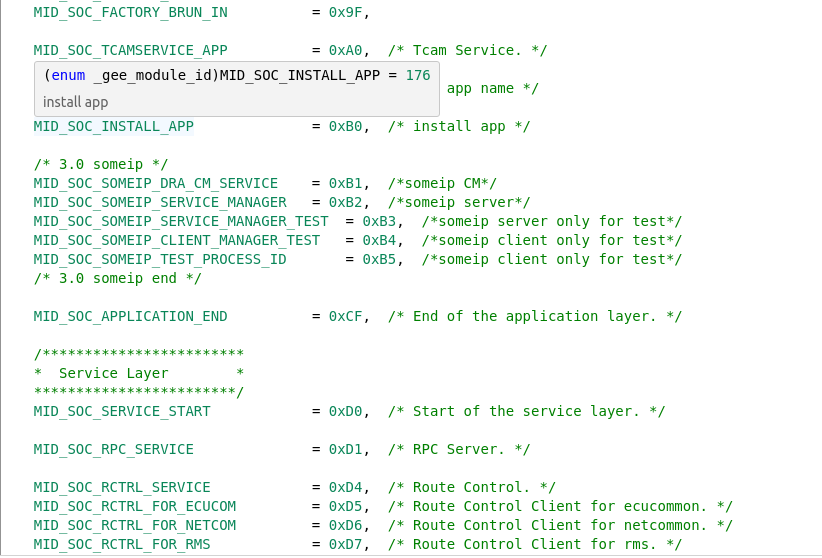 MID_SOC_FACTORY_BRUN_IN = 0x9F,
MID_SOC_TCAMSERVICE_APP = 0xA0, /* Tcam Service. */
(enum _gee_module_id)MID_SOC_INSTALL_APP = 176
install app
app name */
MID_SOC_INSTALL_APP = 0xB0, /* install app */
/* 3.0 someip */
MID_SOC_SOMEIP_DRA_CM_SERVICE = 0xB1, /*someip CM*/
MID_SOC_SOMEIP_SERVICE_MANAGER = 0xB2, /*someip server*/
MID_SOC_SOMEIP_SERVICE_MANAGER_TEST = 0xB3, /*someip server only for test*/
MID_SOC_SOMEIP_CLIENT_MANAGER_TEST = 0xB4, /*someip client only for test*/
MID_SOC_SOMEIP_TEST_PROCESS_ID = 0xB5, /*someip client only for test*/
/* 3.0 someip end */
MID_SOC_APPLICATION_END = 0xCF, /* End of the application layer. */
/*************************
* Service Layer *
************************/
MID_SOC_SERVICE_START = 0xD0, /* Start of the service layer. */
MID_SOC_RPC_SERVICE = 0xD1, /* RPC Server. */
MID_SOC_RCTRL_SERVICE = 0xD4, /* Route Control. */
MID_SOC_RCTRL_FOR_ECUCOM = 0xD5, /* Route Control Client for ecucommon. */
MID_SOC_RCTRL_FOR_NETCOM = 0xD6, /* Route Control Client for netcommon. */
MID_SOC_RCTRL_FOR_RMS = 0xD7, /* Route Control Client for rms. */